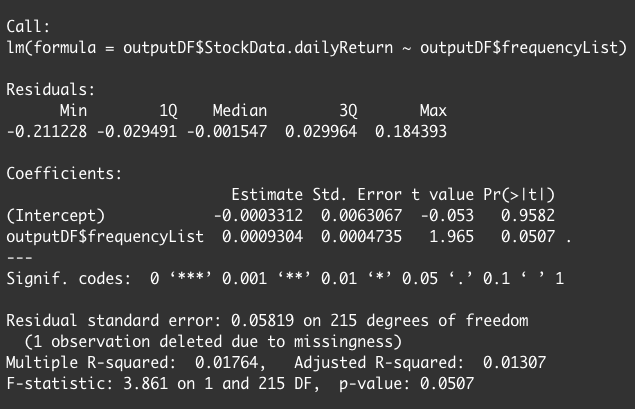 Call:
lm(formula = outputDF$StockData.dailyReturn ~ outputDF$frequencyList)
Residuals:
Min 1Q Median 3Q Max
-0.211228 -0.029491 -0.001547 0.029964 0.184393
Coefficients:
Estimate Std. Error t value Pr(>|t|)
(Intercept) -0.0003312 0.0063067 -0.053 0.9582
outputDF$frequencyList 0.0009304 0.0004735 1.965 0.0507 .
---
Signif. codes: 0 ‘***’ 0.001 ‘**’ 0.01 ‘*’ 0.05 ‘.’ 0.1 ‘ ’ 1
Residual standard error: 0.05819 on 215 degrees of freedom
(1 observation deleted due to missingness)
Multiple R-squared: 0.01764, Adjusted R-squared: 0.01307
F-statistic: 3.861 on 1 and 215 DF, p-value: 0.0507